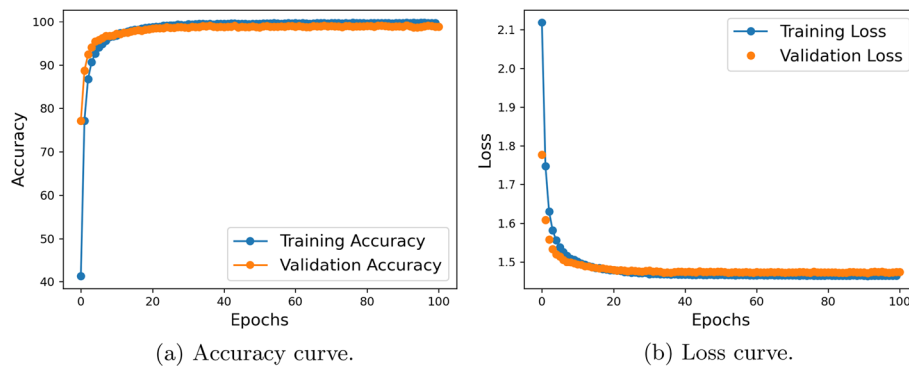 100
90
80
70
60
50
40
Accuracy
Training Accuracy
Validation Accuracy
0 20 40 60 80 100
Epochs
(a) Accuracy curve.
2.1
2.0
1.9
1.8
1.7
1.6
1.5
Loss
Training Loss
Validation Loss
0 20 40 60 80 100
Epochs
(b) Loss curve.